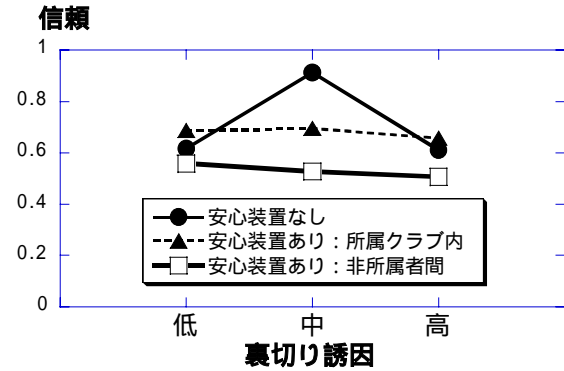 信頼
1
0.8
0.6
0.4
0.2
0
安心装置なし
安心装置あり：所属クラブ内
安心装置あり：非所属者間
低 中 高
裏切り誘因